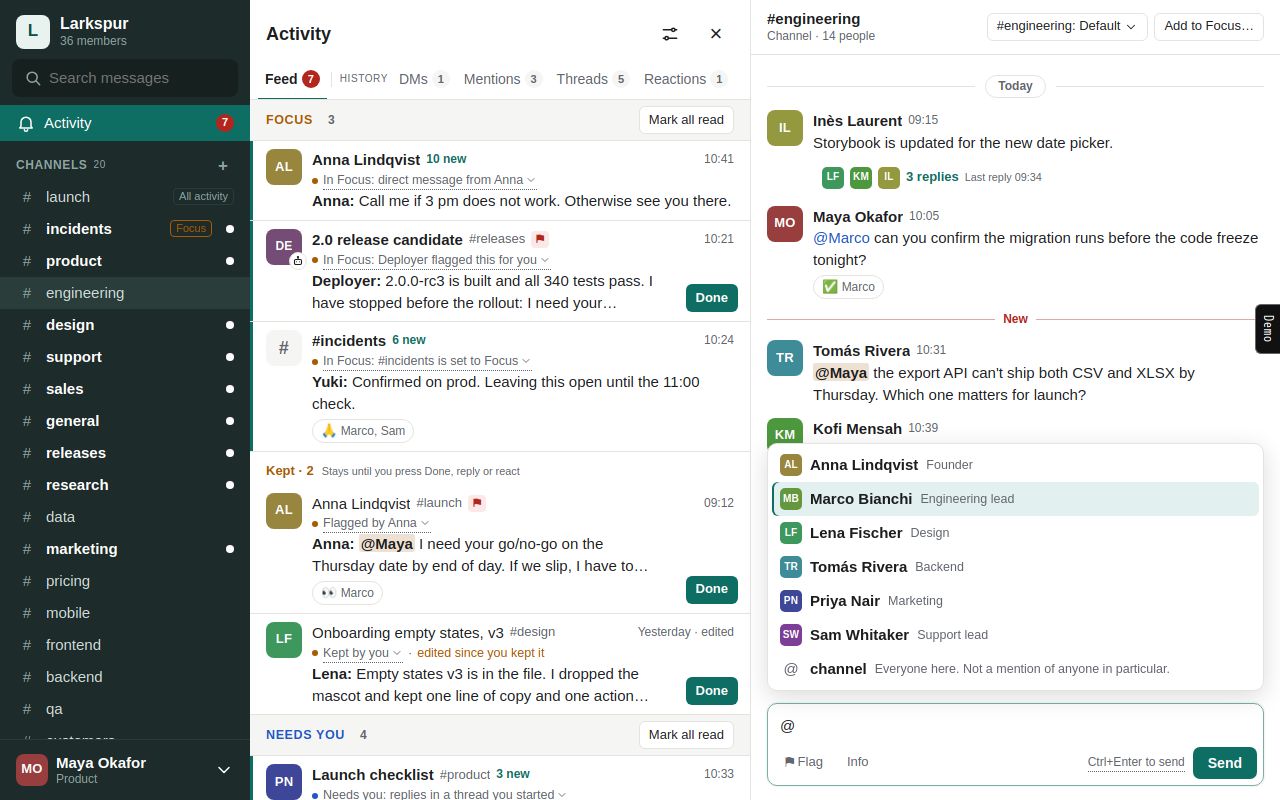 L
Larkspur
36 members
Search messages
Activity
7
CHANNELS 20
+
# launch
All activity
# incidents
Focus
# product
# engineering
# design
# support
# sales
# general
# releases
# research
# data
# marketing
# pricing
# mobile
# frontend
# backend
# qa
MO
Maya Okafor
Product
Activity
Feed 7
HISTORY
DMs 1
Mentions 3
Threads 5
Reactions 1
FOCUS 3
Mark all read
AL
Anna Lindqvist 10 new
10:41
In Focus: direct message from Anna
Anna: Call me if 3 pm does not work. Otherwise see you there.
DE
2.0 release candidate #releases
10:21
In Focus: Deployer flagged this for you
Deployer: 2.0.0-rc3 is built and all 340 tests pass. I
have stopped before the rollout: I need your…
Done
#
#incidents 6 new
10:24
In Focus: #incidents is set to Focus
Yuki: Confirmed on prod. Leaving this open until the 11:00
check.
🙏 Marco, Sam
Kept · 2 Stays until you press Done, reply or react
AL
Anna Lindqvist #launch
09:12
Flagged by Anna
Anna: @Maya I need your go/no-go on the
Thursday date by end of day. If we slip, I have to…
👀 Marco
Done
LF
Onboarding empty states, v3 #design
Yesterday · edited
Kept by you · edited since you kept it
Lena: Empty states v3 is in the file. I dropped the
mascot and kept one line of copy and one action…
Done
NEEDS YOU 4
Mark all read
PN
Launch checklist #product 3 new
10:33
Needs you: replies in a thread you started
#engineering
Channel · 14 people
#engineering: Default
Add to Focus…
Today
IL
Inès Laurent 09:15
Storybook is updated for the new date picker.
LF KM IL 3 replies Last reply 09:34
MO
Maya Okafor 10:05
@Marco can you confirm the migration runs before the code freeze
tonight?
✅ Marco
New
Demo
TR
Tomás Rivera 10:31
@Maya the export API can't ship both CSV and XLSX by
Thursday. Which one matters for launch?
KM
Kofi Mensah 10:39
AL Anna Lindqvist Founder
MB Marco Bianchi Engineering lead
LF Lena Fischer Design
TR Tomás Rivera Backend
PN Priya Nair Marketing
SW Sam Whitaker Support lead
@ channel Everyone here. Not a mention of anyone in particular.
@
Flag
Info
Ctrl+Enter to send
Send